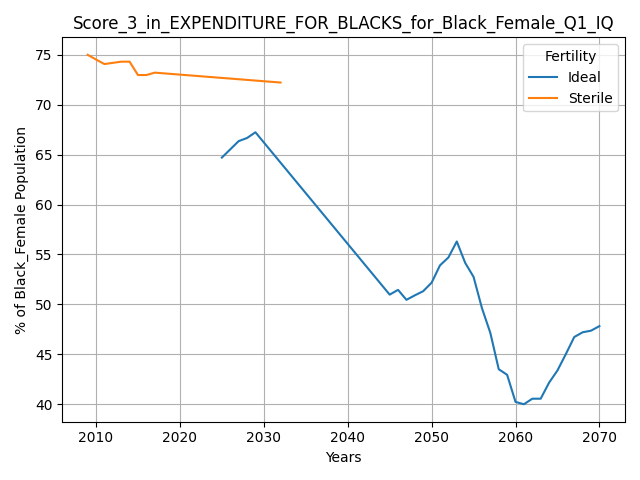 Score_3_in_EXPENDITURE_FOR_BLACKS_for_Black_Female_Q1_IQ
Fertility
Ideal
Sterile
% of Black_Female Population
75
70
65
60
55
50
45
40
2010 2020 2030 2040 2050 2060 2070
Years